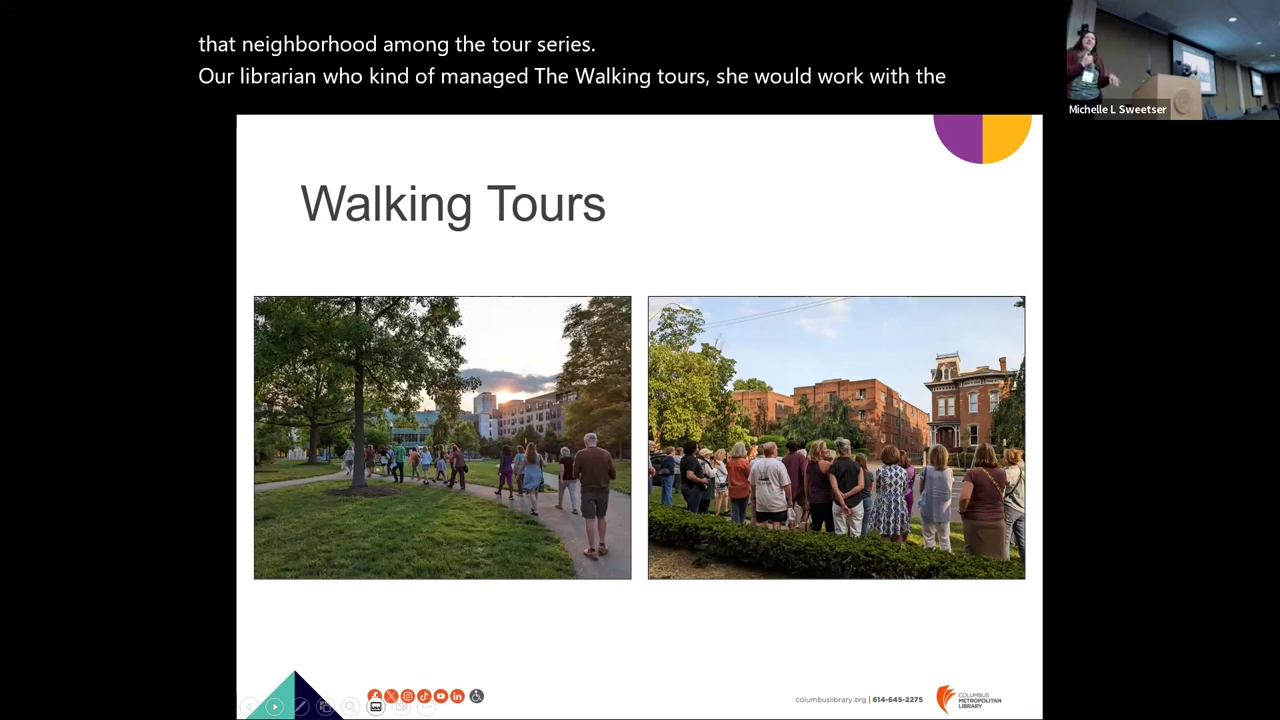 that neighborhood among the tour series.
Our librarian who kind of managed The Walking tours, she would work with the
Michelle L Sweetser
Walking Tours
columbuslibrary.org | 614-645-2275
COLUMBUS
METROPOLITAN
LIBRARY